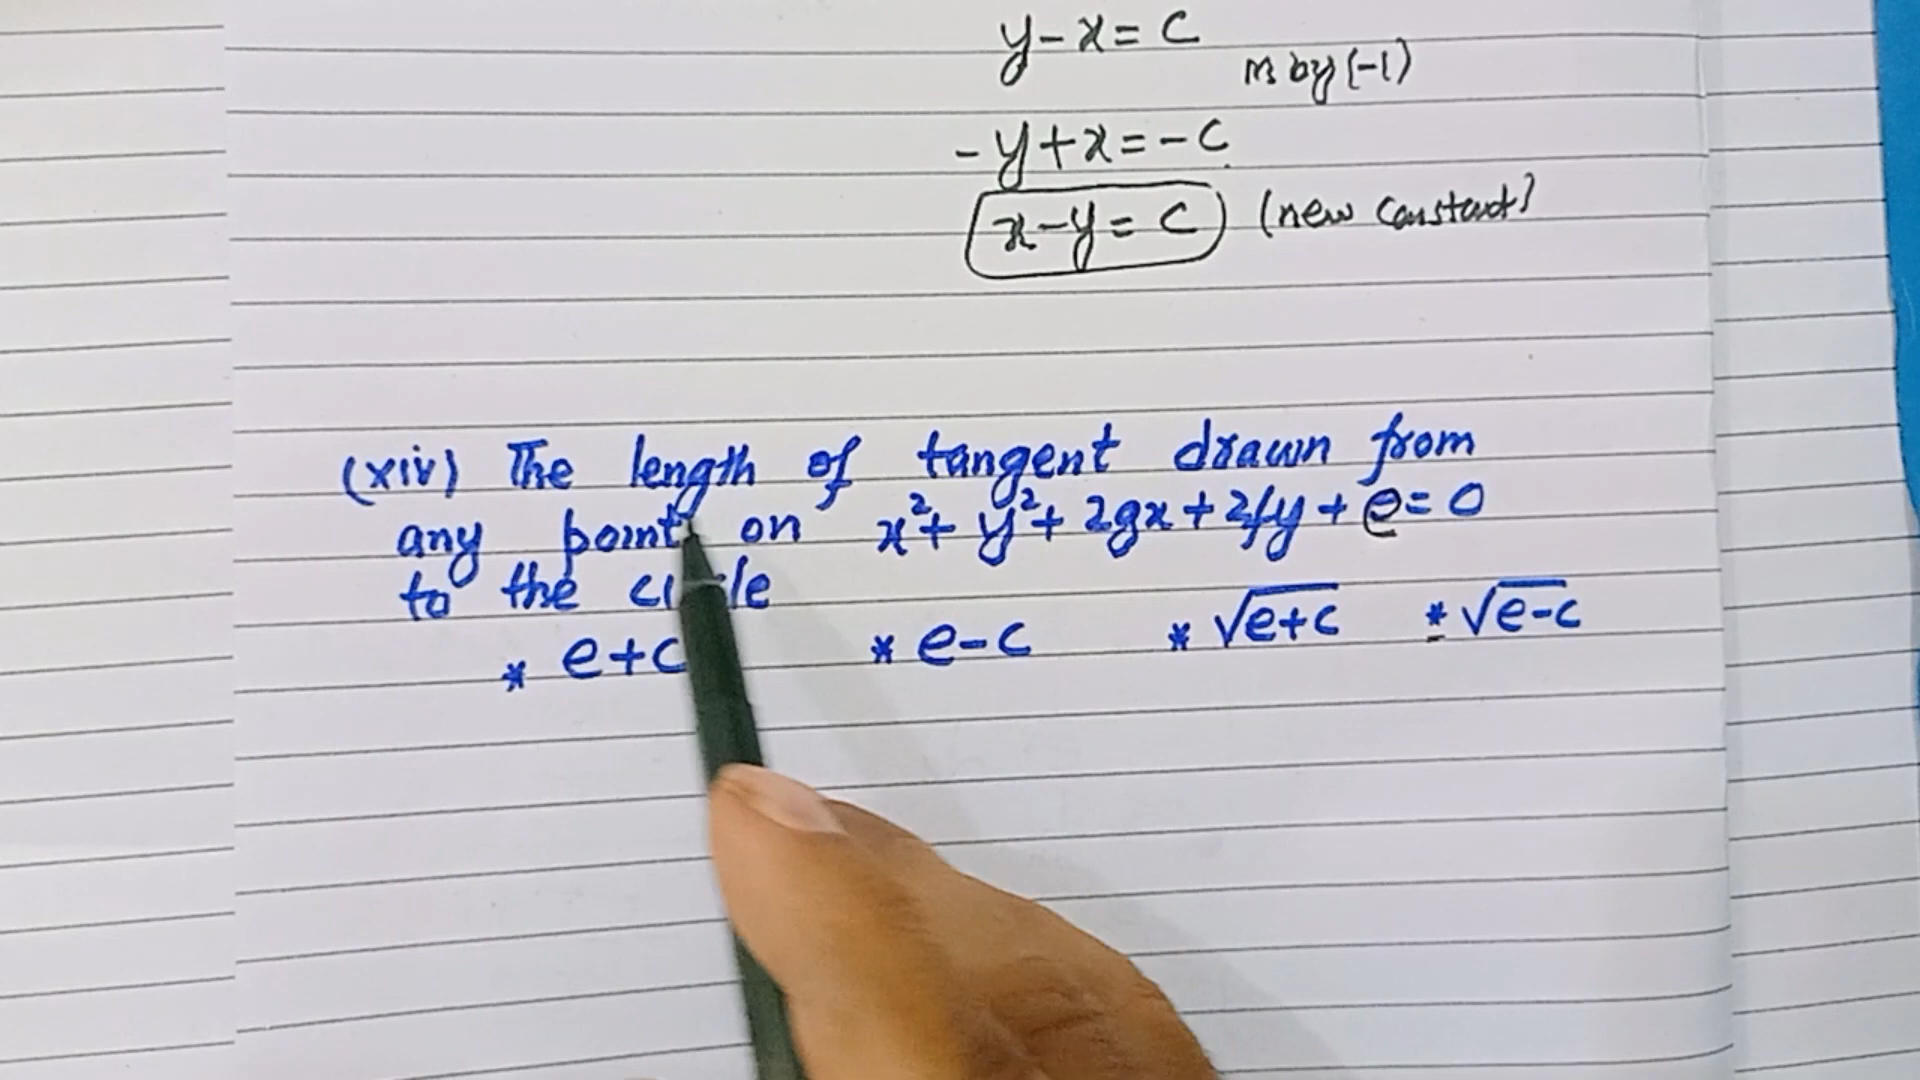 y-x=c
m by (-1)
-y+x=-c
x-y=c (new constant)
(xiv) The length of tangent drawn from
any point on x²+ y²+ 2gx+2fy+e=0
to the circle
* e+c * e-c * √e+c * √e-c